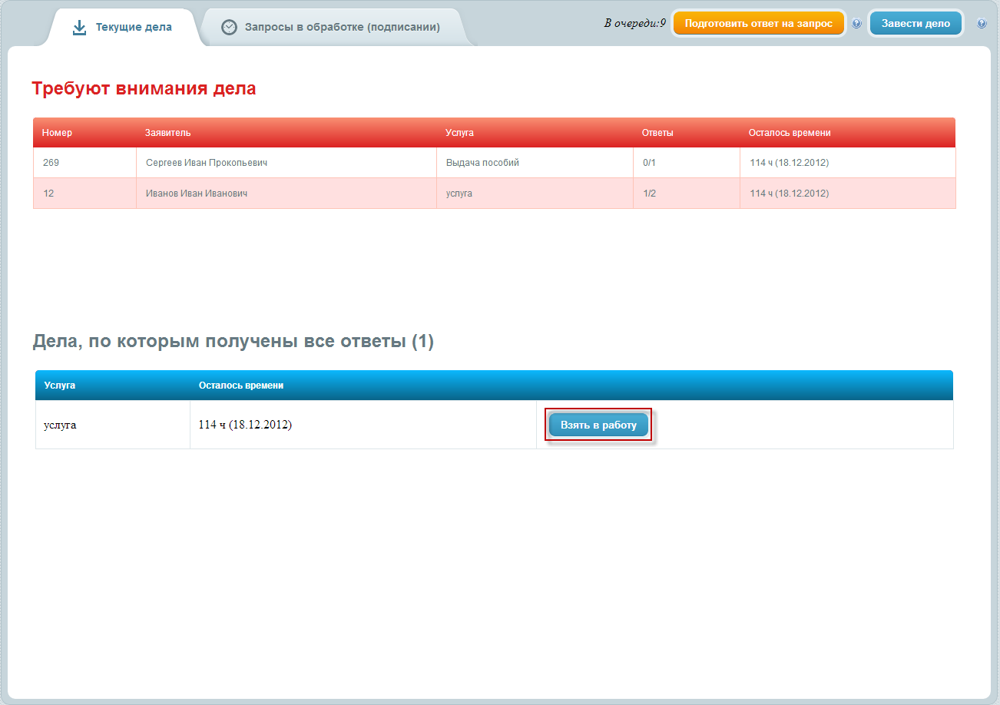 Текущие дела
Запросы в обработке (подписании)
В очереди:9
Подготовить ответ на запрос
Завести дело
Требуют внимания дела
Номер Заявитель Услуга Ответы Осталось времени
269 Сергеев Иван Прокопьевич Выдача пособий 0/1 114 ч (18.12.2012)
12 Иванов Иван Иванович услуга 1/2 114 ч (18.12.2012)
Дела, по которым получены все ответы (1)
Услуга Осталось времени
услуга 114 ч (18.12.2012) Взять в работу